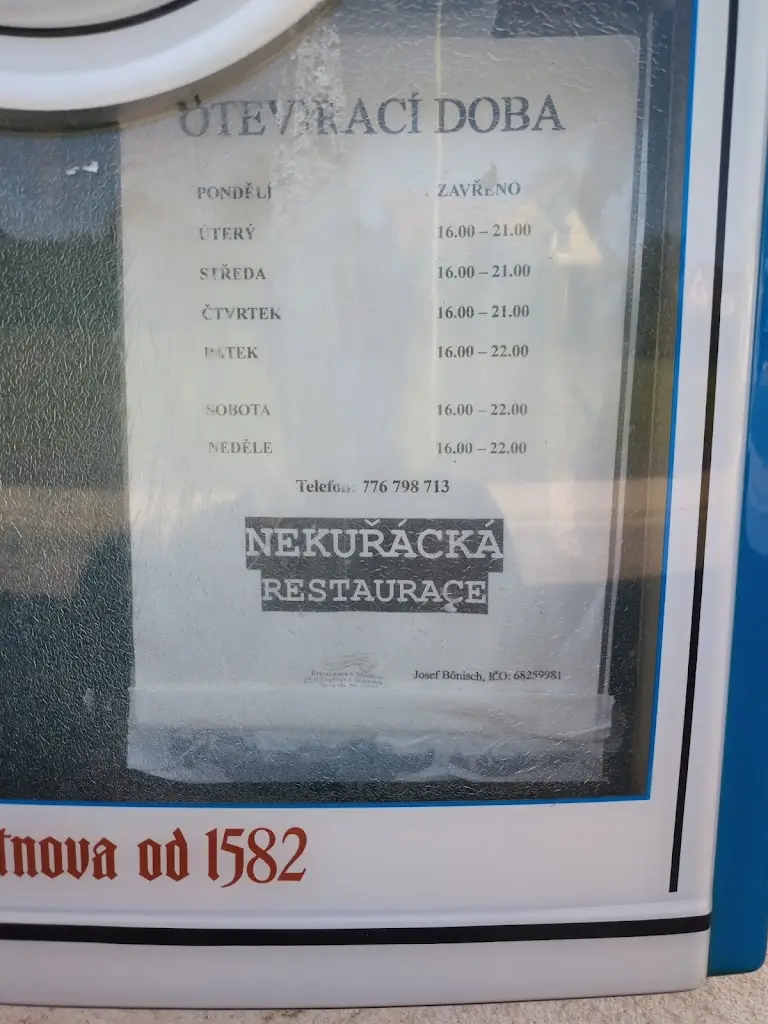 OTEVÍRACÍ DOBA
PONDĚLÍ ZAVŘENO
ÚTERÝ 16.00 – 21.00
STŘEDA 16.00 – 21.00
ČTVRTEK 16.00 – 21.00
PÁTEK 16.00 – 22.00
SOBOTA 16.00 – 22.00
NEDĚLE 16.00 – 22.00
Telefon: 776 798 713
NEKUŘÁCKÁ
RESTAURACE
Josef Bönisch, IČO: 68259981
tnova od 1582